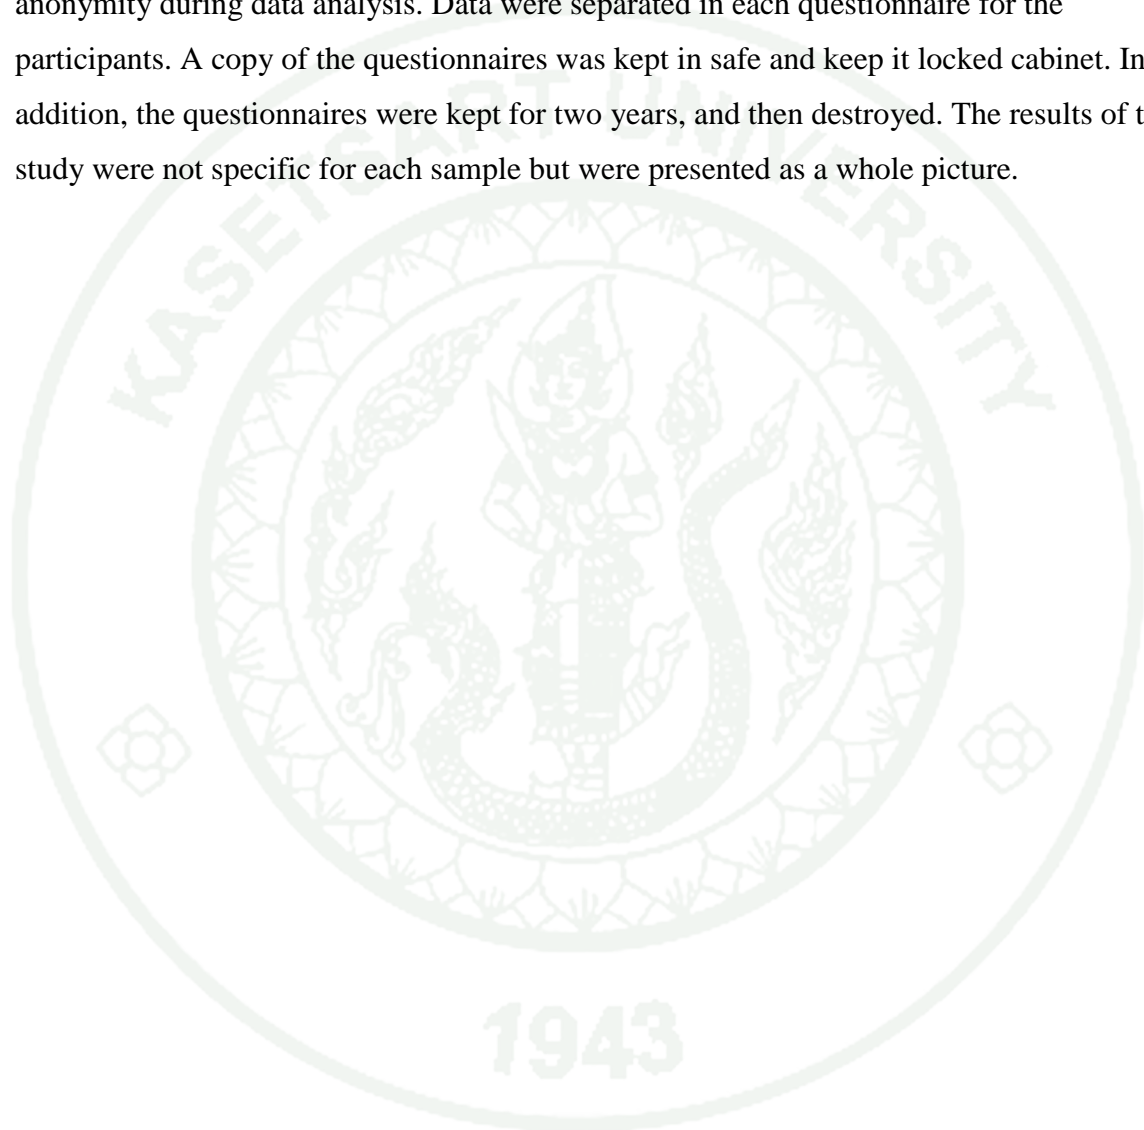 anonymity during data analysis. Data were separated in each questionnaire for the
participants. A copy of the questionnaires was kept in safe and keep it locked cabinet. In
addition, the questionnaires were kept for two years, and then destroyed. The results of t
study were not specific for each sample but were presented as a whole picture.
KASETSART UNIVERSITY
1943